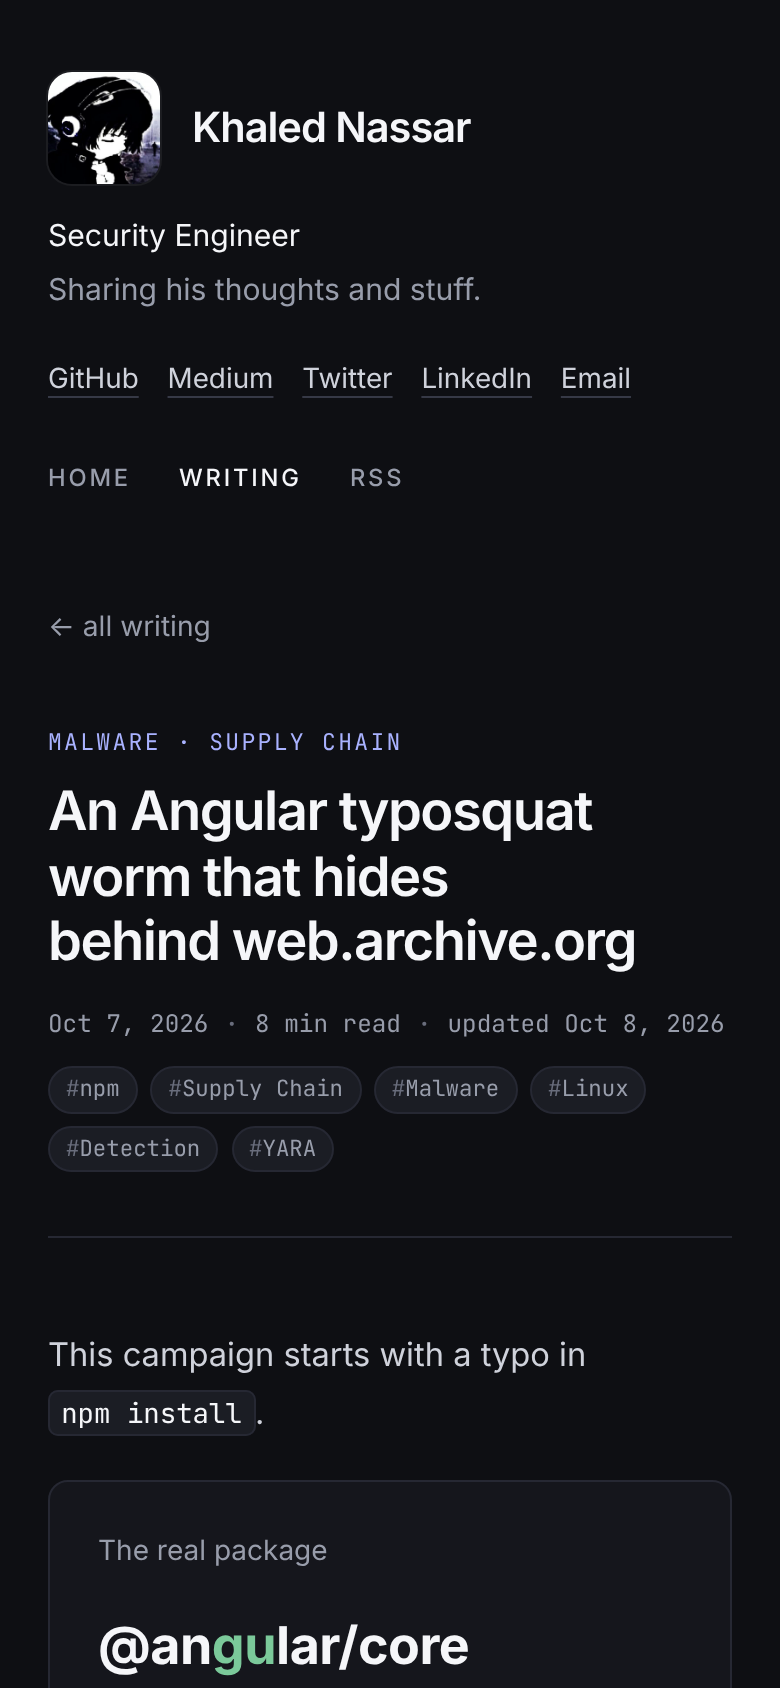 Khaled Nassar
Security Engineer
Sharing his thoughts and stuff.
GitHub Medium Twitter LinkedIn Email
HOME WRITING RSS
← all writing
MALWARE · SUPPLY CHAIN
An Angular typosquat
worm that hides
behind web.archive.org
Oct 7, 2026 · 8 min read · updated Oct 8, 2026
#npm #Supply Chain #Malware #Linux
#Detection #YARA
This campaign starts with a typo in
npm install.
The real package
@angular/core